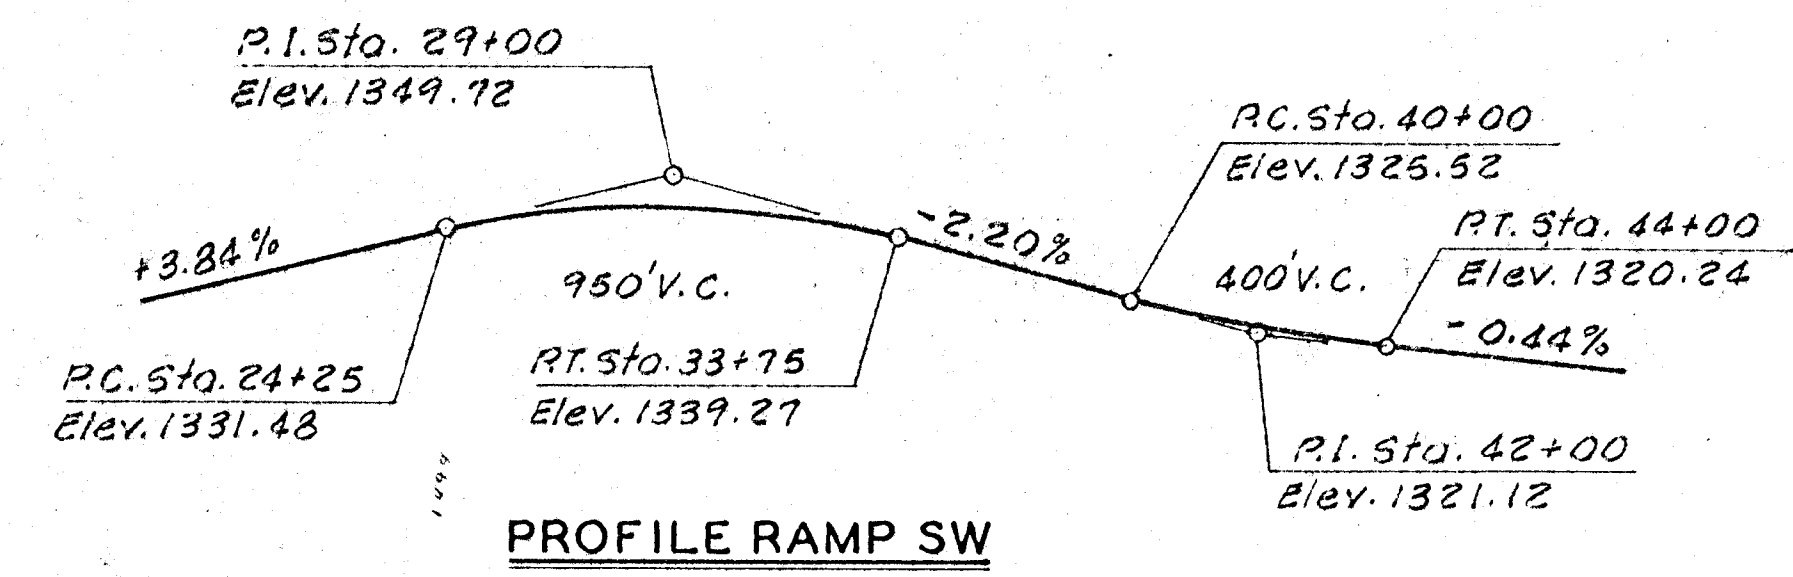 P.I. Sta. 29+00
Elev. 1349.72
P.C. Sta. 40+00
Elev. 1325.52
P.T. Sta. 44+00
Elev. 1320.24
+3.84%
-2.20%
950' V.C.
400' V.C.
-0.44%
P.C. Sta. 24+25
Elev. 1331.48
P.T. Sta. 33+75
Elev. 1339.27
P.I. Sta. 42+00
Elev. 1321.12
PROFILE RAMP SW